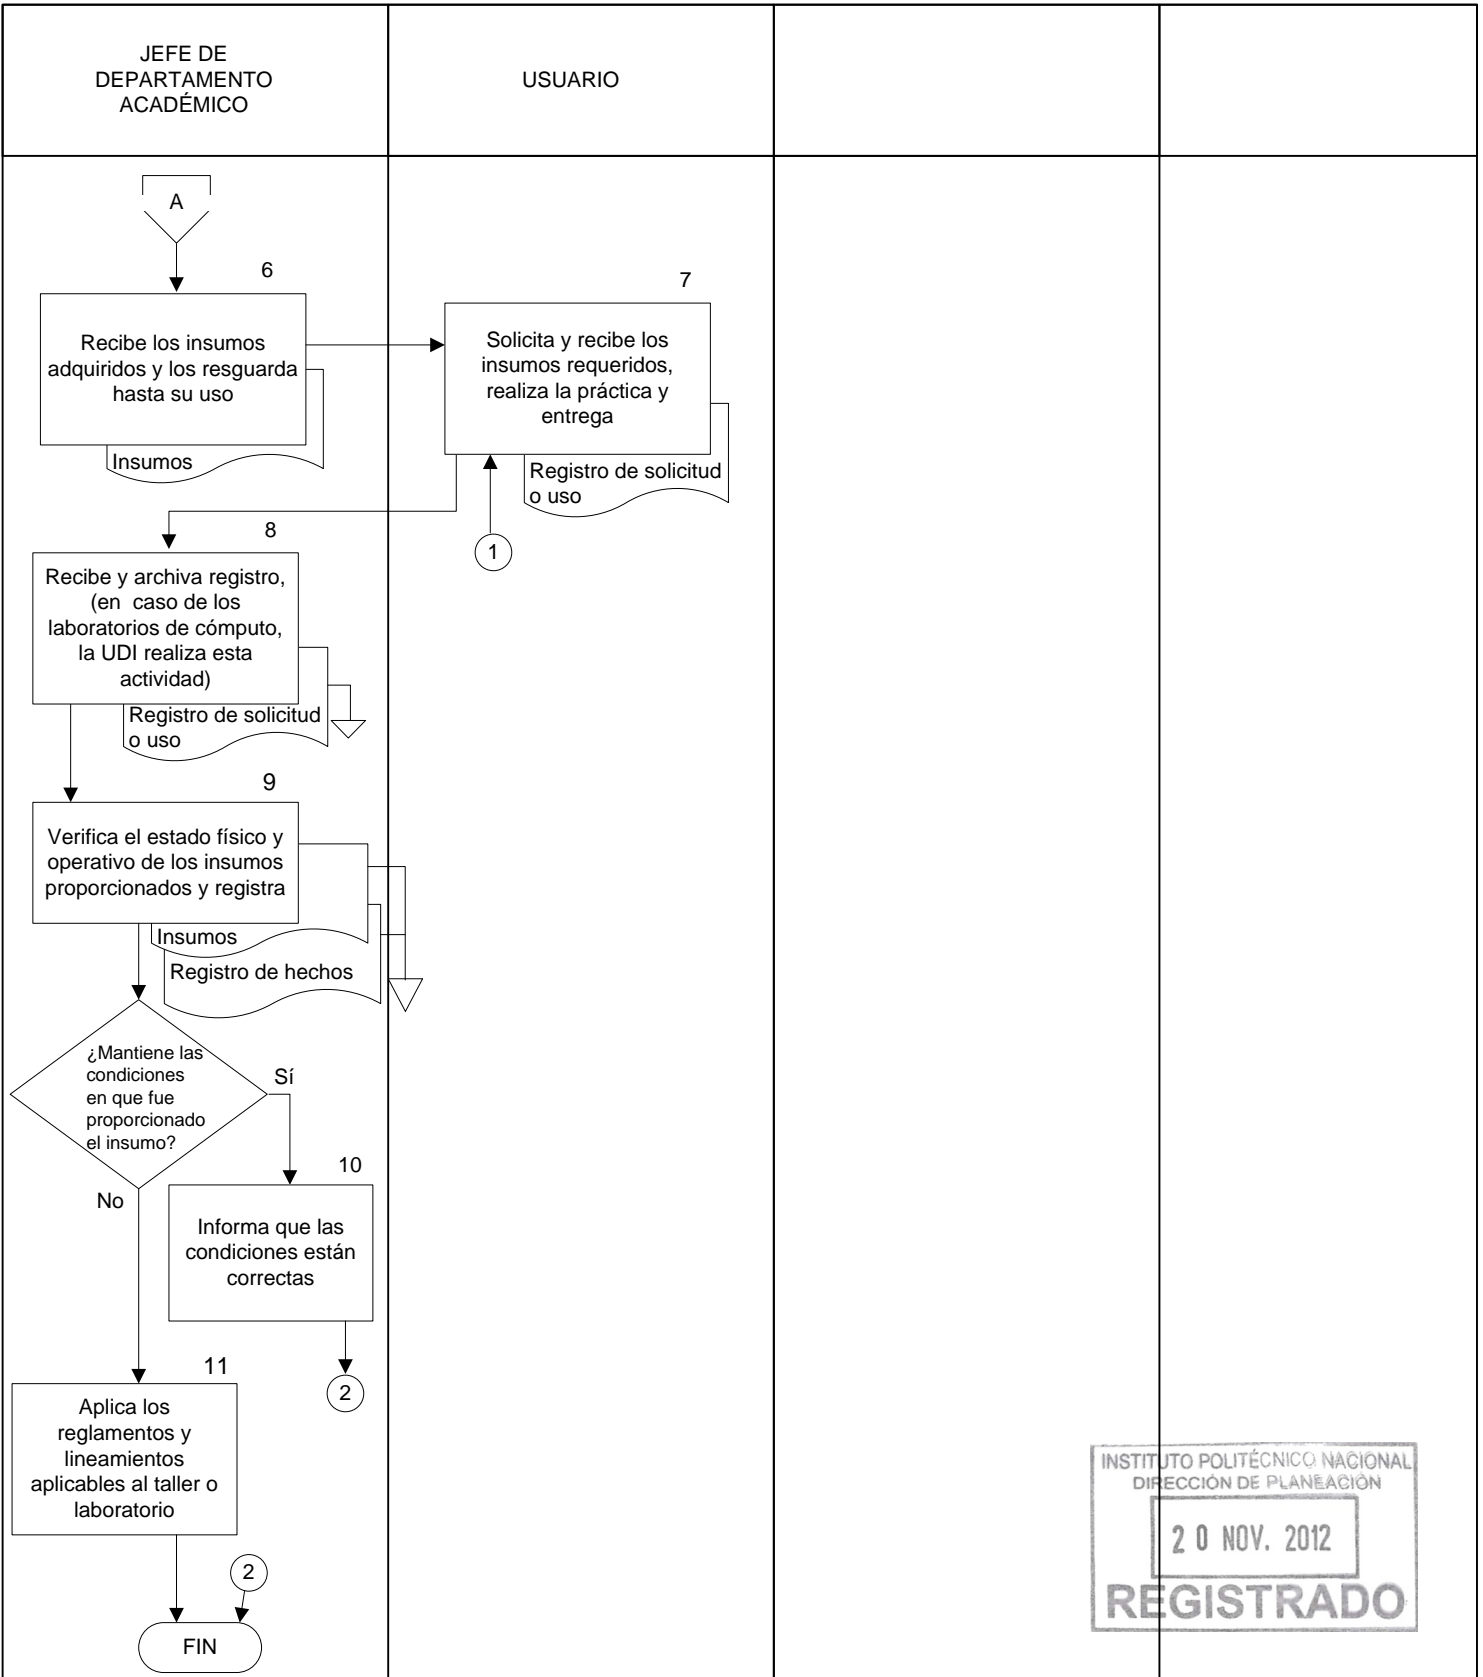 JEFE DE
DEPARTAMENTO
ACADÉMICO
USUARIO
A
6
Recibe los insumos
adquiridos y los resguarda
hasta su uso
Insumos
7
Solicita y recibe los
insumos requeridos,
realiza la práctica y
entrega
Registro de solicitud
o uso
1
8
Recibe y archiva registro,
(en caso de los
laboratorios de cómputo,
la UDI realiza esta
actividad)
Registro de solicitud
o uso
9
Verifica el estado físico y
operativo de los insumos
proporcionados y registra
Insumos
Registro de hechos
¿Mantiene las
condiciones
en que fue
proporcionado
el insumo?
Sí
No
10
Informa que las
condiciones están
correctas
2
11
Aplica los
reglamentos y
lineamientos
aplicables al taller o
laboratorio
2
FIN
INSTITUTO POLITÉCNICO NACIONAL
DIRECCIÓN DE PLANEACIÓN
20 NOV. 2012
REGISTRADO